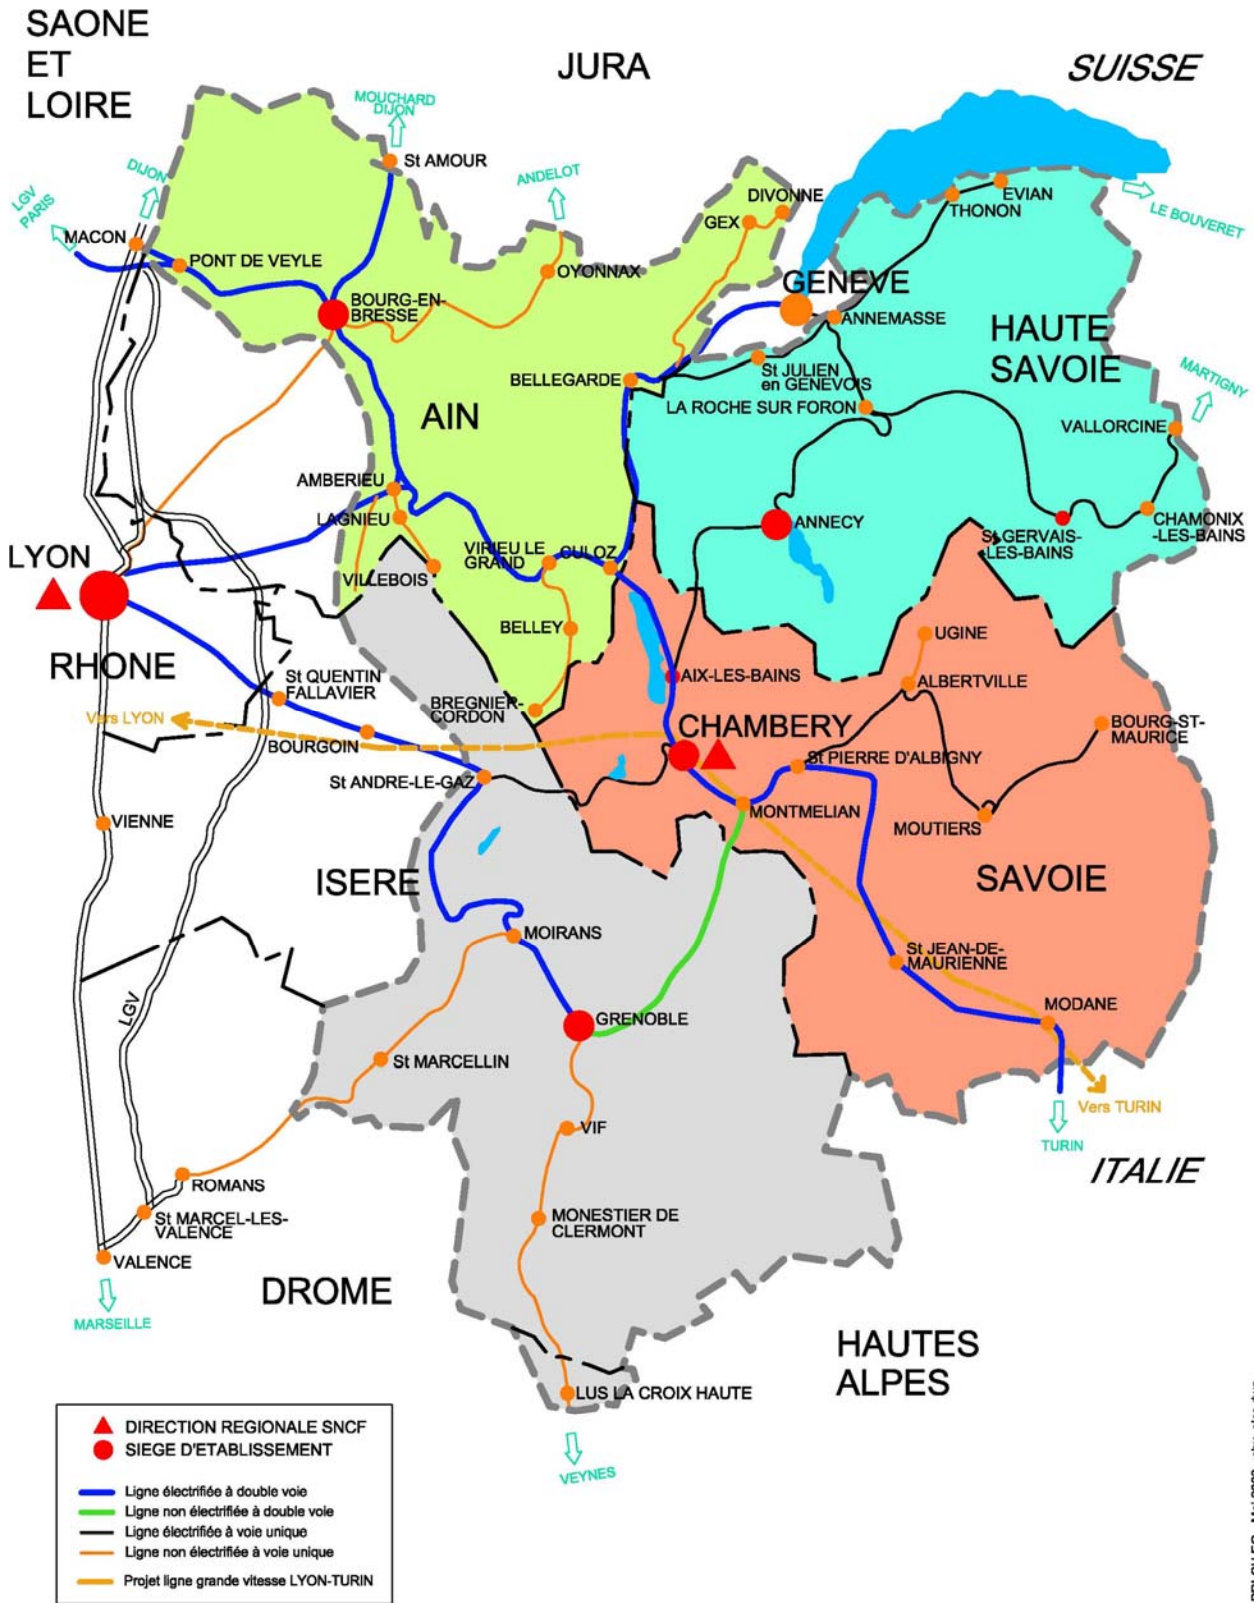 SAONE
ET
LOIRE
JURA
SUISSE
MOUCHARD
DIJON
St AMOUR
DIJON
LGV
PARIS
ANDELOT
DIVONNE
GEX
EVIAN
THONON
LE BOUVERET
MACON
PONT DE VEYLE
OYONNAX
BOURG-EN-
BRESSE
GENEVE
ANNEMASSE
HAUTE
SAVOIE
St JULIEN
en GENEVOIS
BELLEGARDE
LA ROCHE SUR FORON
MARTIGNY
VALLORCINE
AIN
AMBERIEU
LAGNIEU
ANNECY
St GERVAIS-
LES-BAINS
CHAMONIX
-LES-BAINS
LYON
VIRIEU LE
GRAND
CULOZ
VILLEBOIS
BELLEY
UGINE
RHONE
St QUENTIN
FALLAVIER
AIX-LES-BAINS
ALBERTVILLE
BREGNIER-
CORDON
Vers LYON
BOURGOIN
CHAMBERY
BOURG-ST-
MAURICE
St PIERRE D'ALBIGNY
St ANDRE-LE-GAZ
MONTMELIAN
MOUTIERS
VIENNE
ISERE
SAVOIE
MOIRANS
St JEAN-DE-
MAURIENNE
LGV
GRENOBLE
MODANE
St MARCELLIN
Vers TURIN
VIF
TURIN
ITALIE
ROMANS
St MARCEL-LES-
VALENCE
MONESTIER DE
CLERMONT
VALENCE
DROME
MARSEILLE
HAUTES
ALPES
LUS LA CROIX HAUTE
VEYNES
DIRECTION REGIONALE SNCF
SIEGE D'ETABLISSEMENT
Ligne électrifiée à double voie
Ligne non électrifiée à double voie
Ligne électrifiée à voie unique
Ligne non électrifiée à voie unique
Projet ligne grande vitesse LYON-TURIN